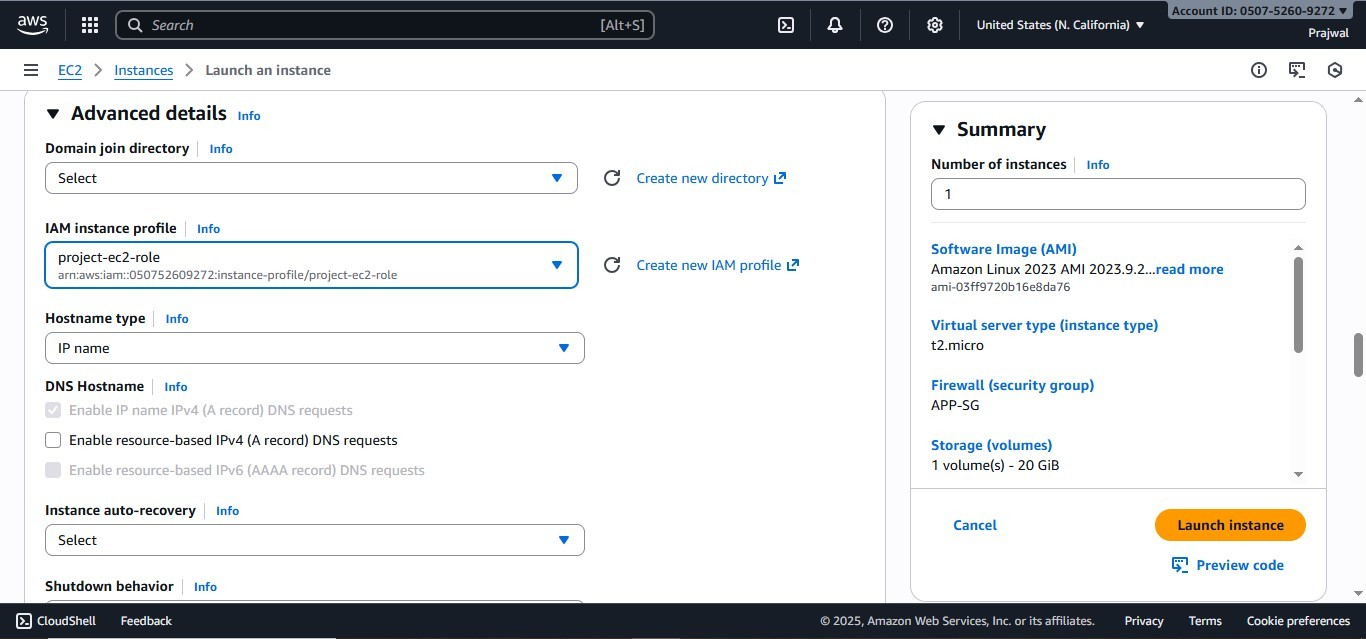 aws
Search [Alt+S]
United States (N. California)
Account ID: 0507-5260-9272
Prajwal
EC2 Instances Launch an instance
Advanced details Info
Domain join directory Info
Select
Create new directory
IAM instance profile Info
project-ec2-role
arn:aws:iam::050752609272:instance-profile/project-ec2-role
Create new IAM profile
Hostname type Info
IP name
DNS Hostname Info
Enable IP name IPv4 (A record) DNS requests
Enable resource-based IPv4 (A record) DNS requests
Enable resource-based IPv6 (AAAA record) DNS requests
Instance auto-recovery Info
Select
Shutdown behavior Info
Summary
Number of instances Info
1
Software Image (AMI)
Amazon Linux 2023 AMI 2023.9.2...read more
ami-03ff9720b16e8da76
Virtual server type (instance type)
t2.micro
Firewall (security group)
APP-SG
Storage (volumes)
1 volume(s) - 20 GiB
Cancel
Launch instance
Preview code
CloudShell Feedback © 2025, Amazon Web Services, Inc. or its affiliates. Privacy Terms Cookie preferences